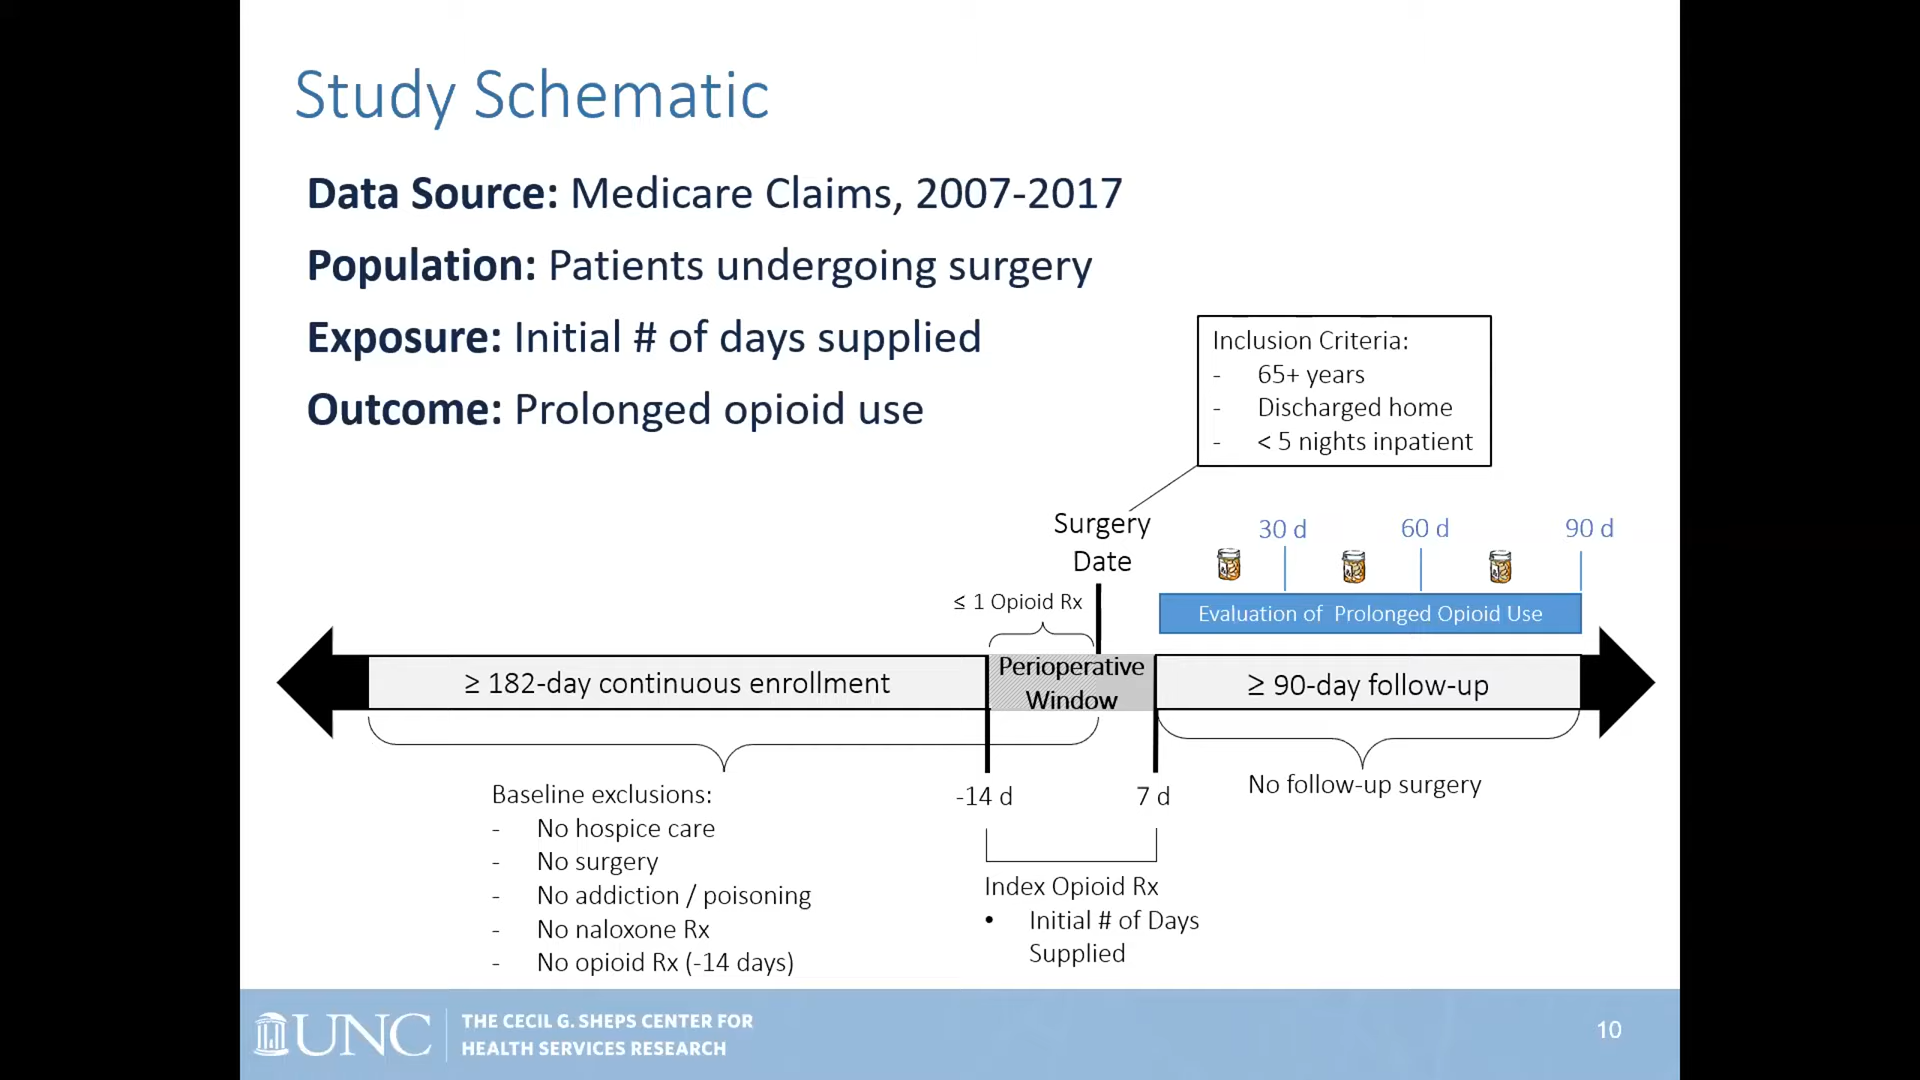 Study Schematic
Data Source: Medicare Claims, 2007-2017
Population: Patients undergoing surgery
Exposure: Initial # of days supplied
Outcome: Prolonged opioid use
Inclusion Criteria:
- 65+ years
- Discharged home
- < 5 nights inpatient
Surgery
Date
30 d
60 d
90 d
≤ 1 Opioid Rx
Evaluation of Prolonged Opioid Use
≥ 182-day continuous enrollment
Perioperative
Window
≥ 90-day follow-up
Baseline exclusions:
- No hospice care
- No surgery
- No addiction / poisoning
- No naloxone Rx
- No opioid Rx (-14 days)
-14 d
7 d
Index Opioid Rx
• Initial # of Days
Supplied
No follow-up surgery
UNC
THE CECIL G. SHEPS CENTER FOR
HEALTH SERVICES RESEARCH
10